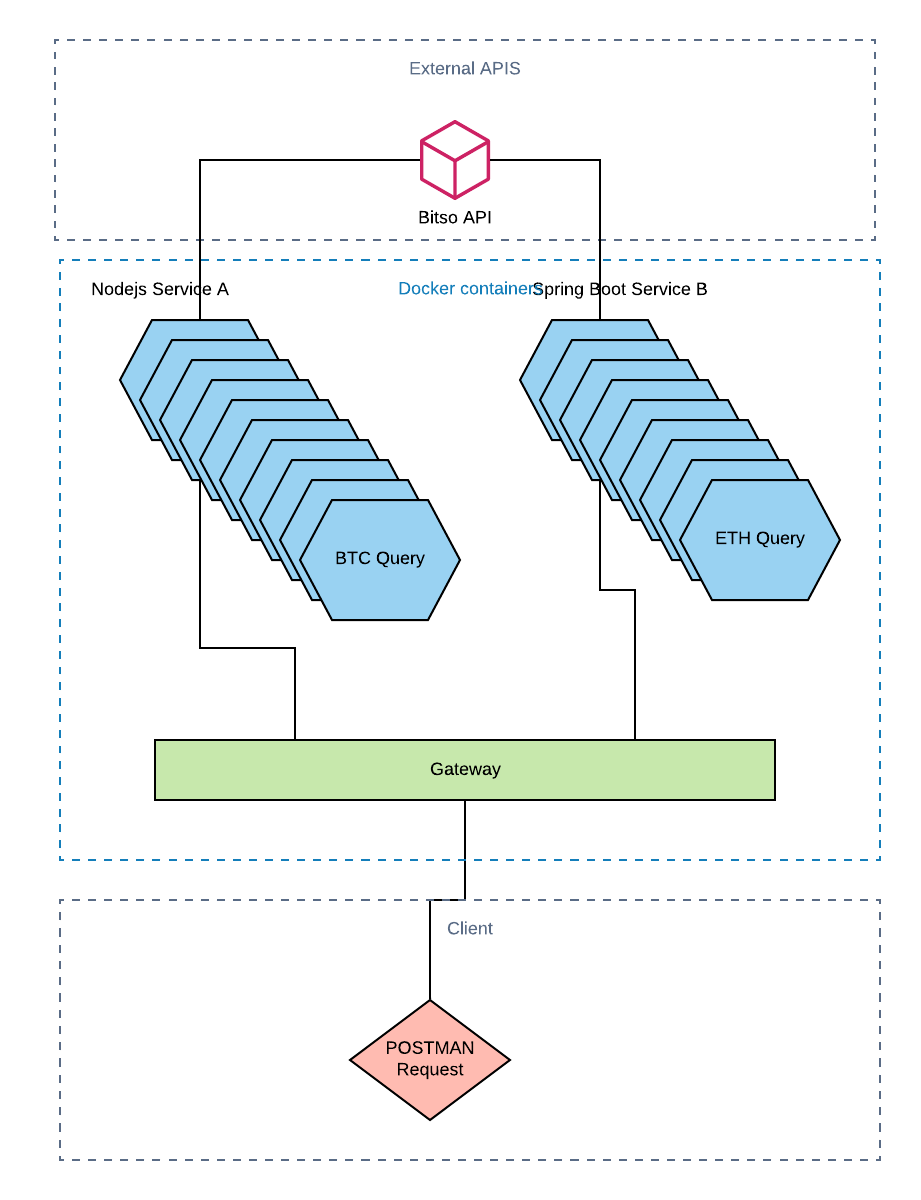 External APIS
Bitso API
Nodejs Service A
Docker containers
Spring Boot Service B
BTC Query
ETH Query
Gateway
Client
POSTMAN
Request